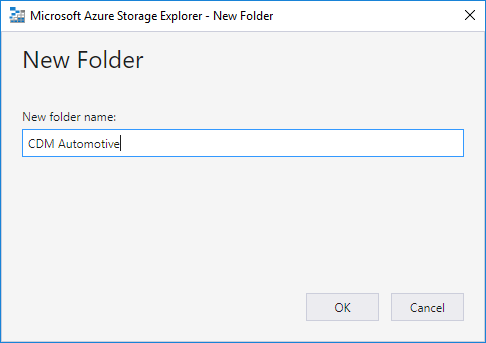 Microsoft Azure Storage Explorer - New Folder
New Folder
New folder name:
CDM Automotive
OK
Cancel